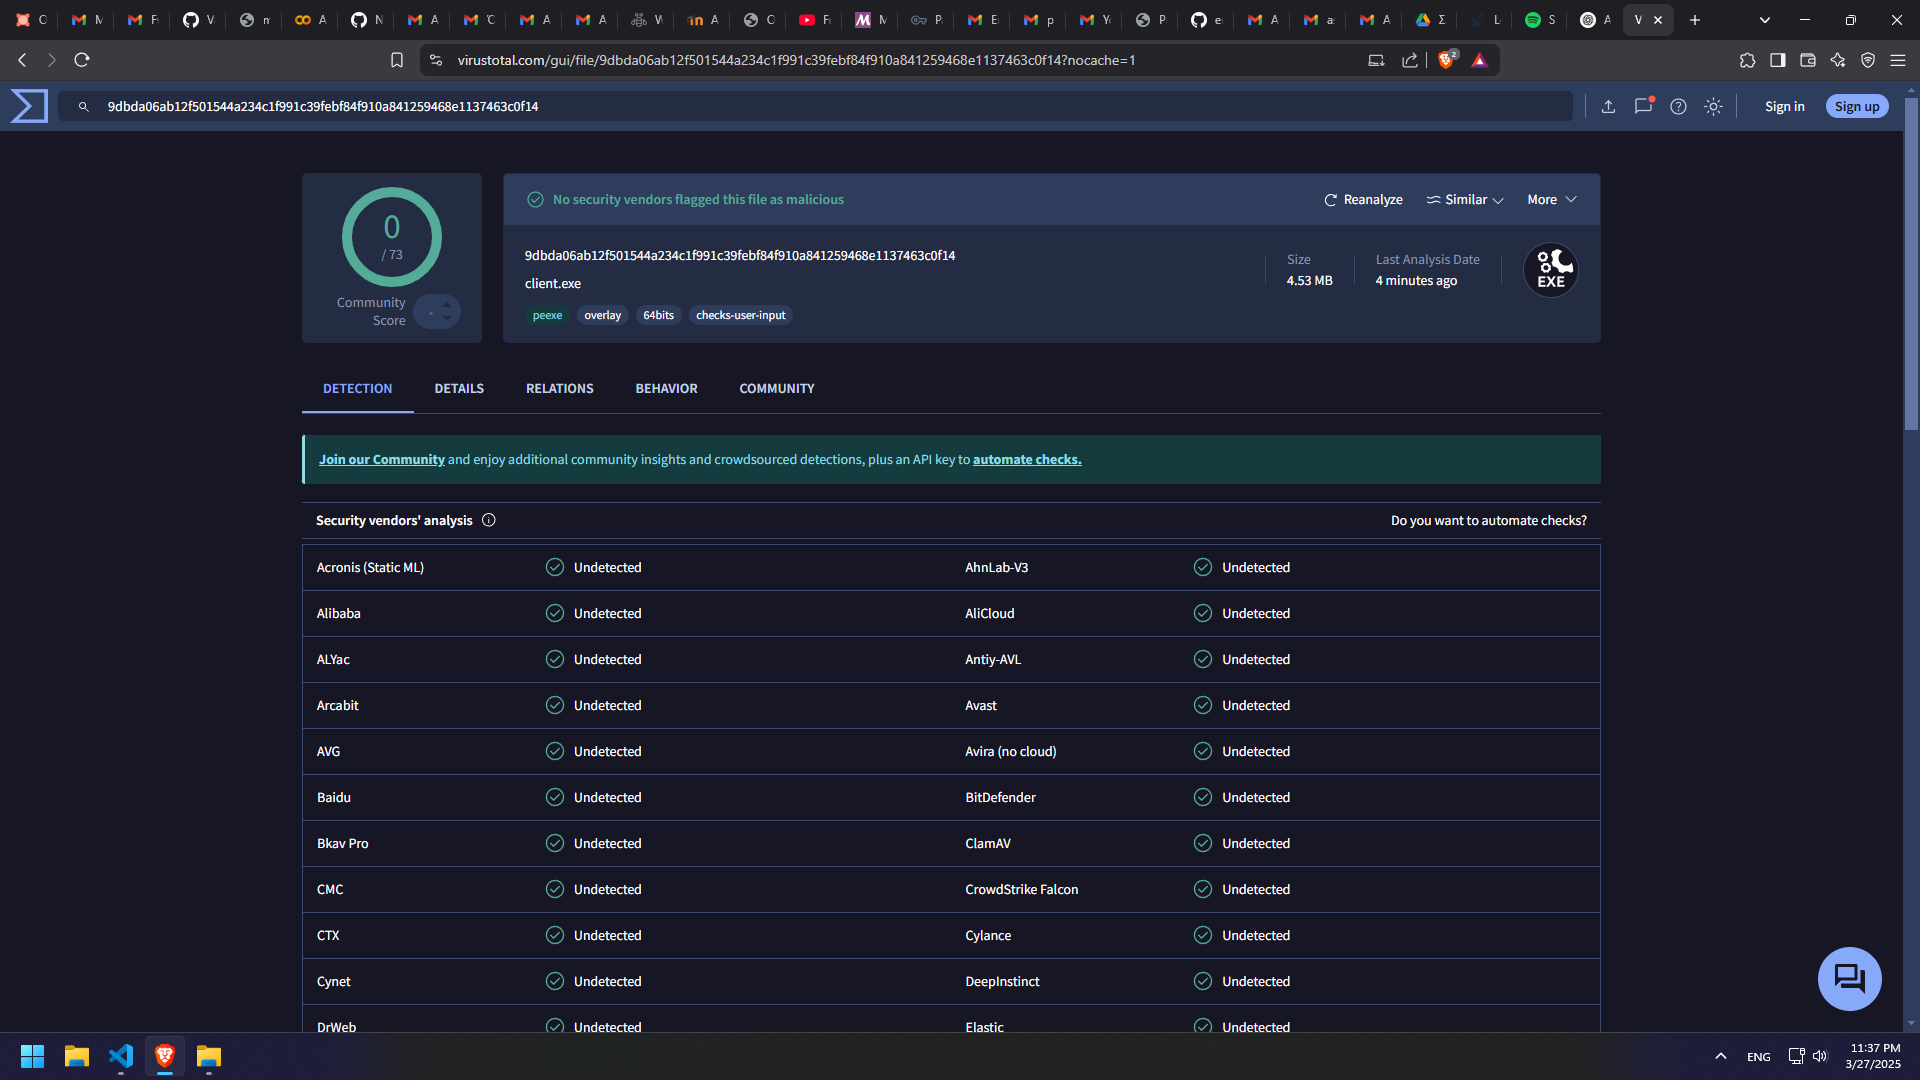 virustotal.com/gui/file/9dbda06ab12f501544a234c1f991c39febf84f910a841259468e1137463c0f14?nocache=1
2
9dbda06ab12f501544a234c1f991c39febf84f910a841259468e1137463c0f14
Sign in
Sign up
0
/ 73
Community
Score
No security vendors flagged this file as malicious
Reanalyze
Similar
More
9dbda06ab12f501544a234c1f991c39febf84f910a841259468e1137463c0f14
client.exe
peexe
overlay
64bits
checks-user-input
Size
4.53 MB
Last Analysis Date
4 minutes ago
EXE
DETECTION
DETAILS
RELATIONS
BEHAVIOR
COMMUNITY
Join our Community and enjoy additional community insights and crowdsourced detections, plus an API key to automate checks.
Security vendors' analysis
Do you want to automate checks?
Acronis (Static ML) Undetected AhnLab-V3 Undetected
Alibaba Undetected AliCloud Undetected
ALYac Undetected Antiy-AVL Undetected
Arcabit Undetected Avast Undetected
AVG Undetected Avira (no cloud) Undetected
Baidu Undetected BitDefender Undetected
Bkav Pro Undetected ClamAV Undetected
CMC Undetected CrowdStrike Falcon Undetected
CTX Undetected Cylance Undetected
Cynet Undetected DeepInstinct Undetected
DrWeb Undetected Elastic Undetected
ENG
11:37 PM
3/27/2025